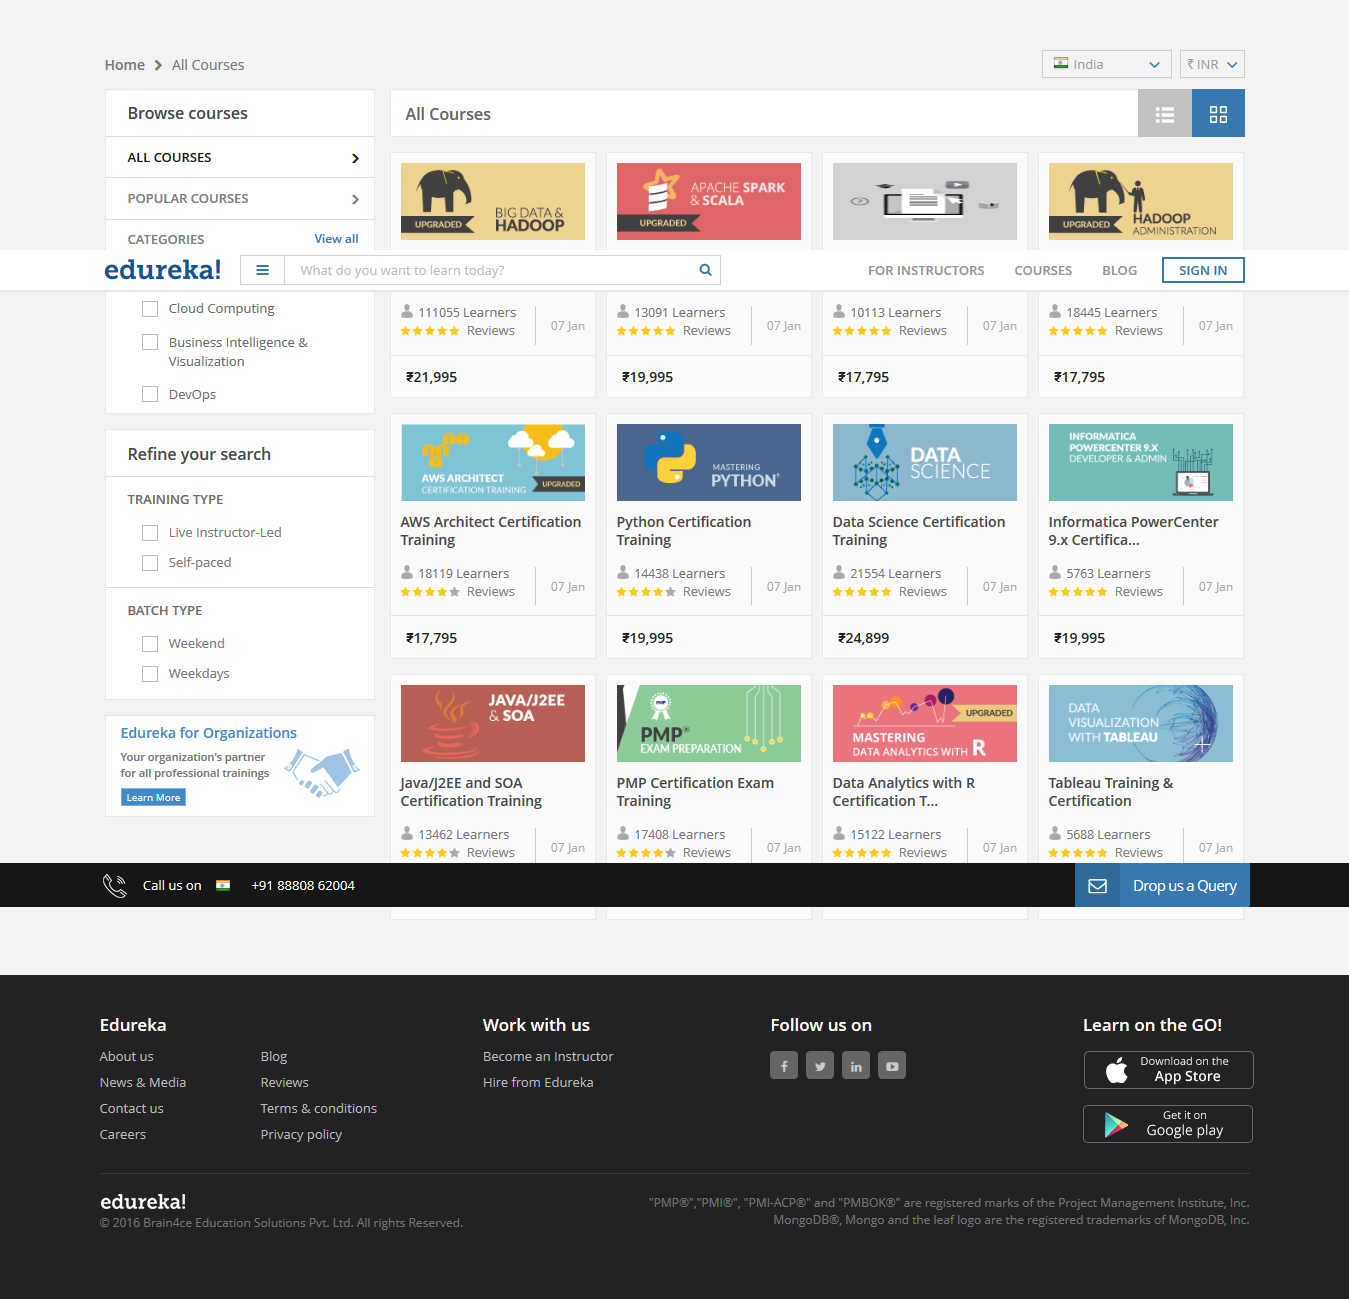 Home All Courses
India
₹ INR
Browse courses
ALL COURSES
POPULAR COURSES
CATEGORIES View all
All Courses
BIG DATA &
HADOOP
UPGRADED
APACHE SPARK
& SCALA
UPGRADED
HADOOP
ADMINISTRATION
UPGRADED
edureka!
What do you want to learn today?
FOR INSTRUCTORS COURSES BLOG SIGN IN
Cloud Computing
Business Intelligence &
Visualization
DevOps
111055 Learners
Reviews
07 Jan
₹21,995
13091 Learners
Reviews
07 Jan
₹19,995
10113 Learners
Reviews
07 Jan
₹17,795
18445 Learners
Reviews
07 Jan
₹17,795
Refine your search
TRAINING TYPE
Live Instructor-Led
Self-paced
BATCH TYPE
Weekend
Weekdays
AWS ARCHITECT
CERTIFICATION TRAINING
UPGRADED
AWS Architect Certification
Training
18119 Learners
Reviews
07 Jan
₹17,795
MASTERING
PYTHON®
Python Certification
Training
14438 Learners
Reviews
07 Jan
₹19,995
DATA
SCIENCE
Data Science Certification
Training
21554 Learners
Reviews
07 Jan
₹24,899
INFORMATICA
POWERCENTER 9.X
DEVELOPER & ADMIN
Informatica PowerCenter
9.x Certifica...
5763 Learners
Reviews
07 Jan
₹19,995
Edureka for Organizations
Your organization's partner
for all professional trainings
Learn More
JAVA/J2EE
& SOA
Java/J2EE and SOA
Certification Training
13462 Learners
Reviews
07 Jan
PMP
PMP®
EXAM PREPARATION
PMP Certification Exam
Training
17408 Learners
Reviews
07 Jan
UPGRADED
MASTERING
DATA ANALYTICS WITH R
Data Analytics with R
Certification T...
15122 Learners
Reviews
07 Jan
DATA
VISUALIZATION
WITH TABLEAU
Tableau Training &
Certification
5688 Learners
Reviews
07 Jan
Call us on +91 88808 62004
Drop us a Query
Edureka
About us
News & Media
Contact us
Careers
Blog
Reviews
Terms & conditions
Privacy policy
Work with us
Become an Instructor
Hire from Edureka
Follow us on
Learn on the GO!
Download on the
App Store
Get it on
Google play
edureka!
© 2016 Brain4ce Education Solutions Pvt. Ltd. All rights Reserved.
"PMP®","PMI®", "PMI-ACP®" and "PMBOK®" are registered marks of the Project Management Institute, Inc.
MongoDB®, Mongo and the leaf logo are the registered trademarks of MongoDB, Inc.